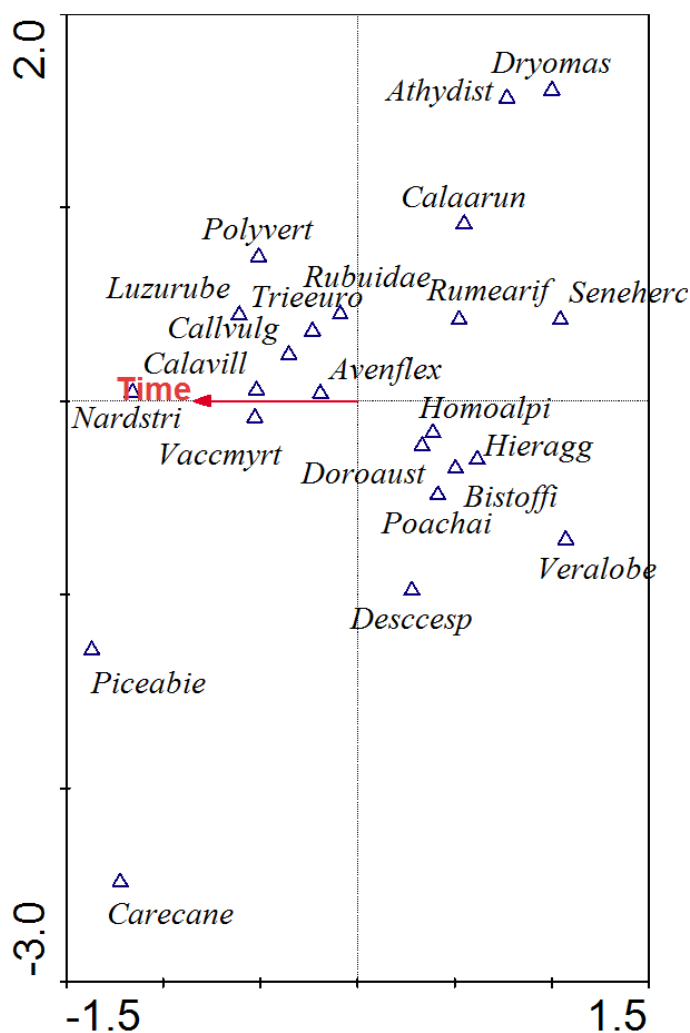 2.0
Dryomas
Athydist
Calaarun
Polyvert
Rubuidae
Luzurube
Trieeuro
Rumearif
Seneherc
Callvulg
Calavill
Avenflex
Time
Nardstri
Homoalpi
Vaccmyrt
Hieragg
Doroaust
Bistoffi
Poachai
Veralobe
Desccesp
Piceabie
Carecane
-3.0
-1.5
1.5